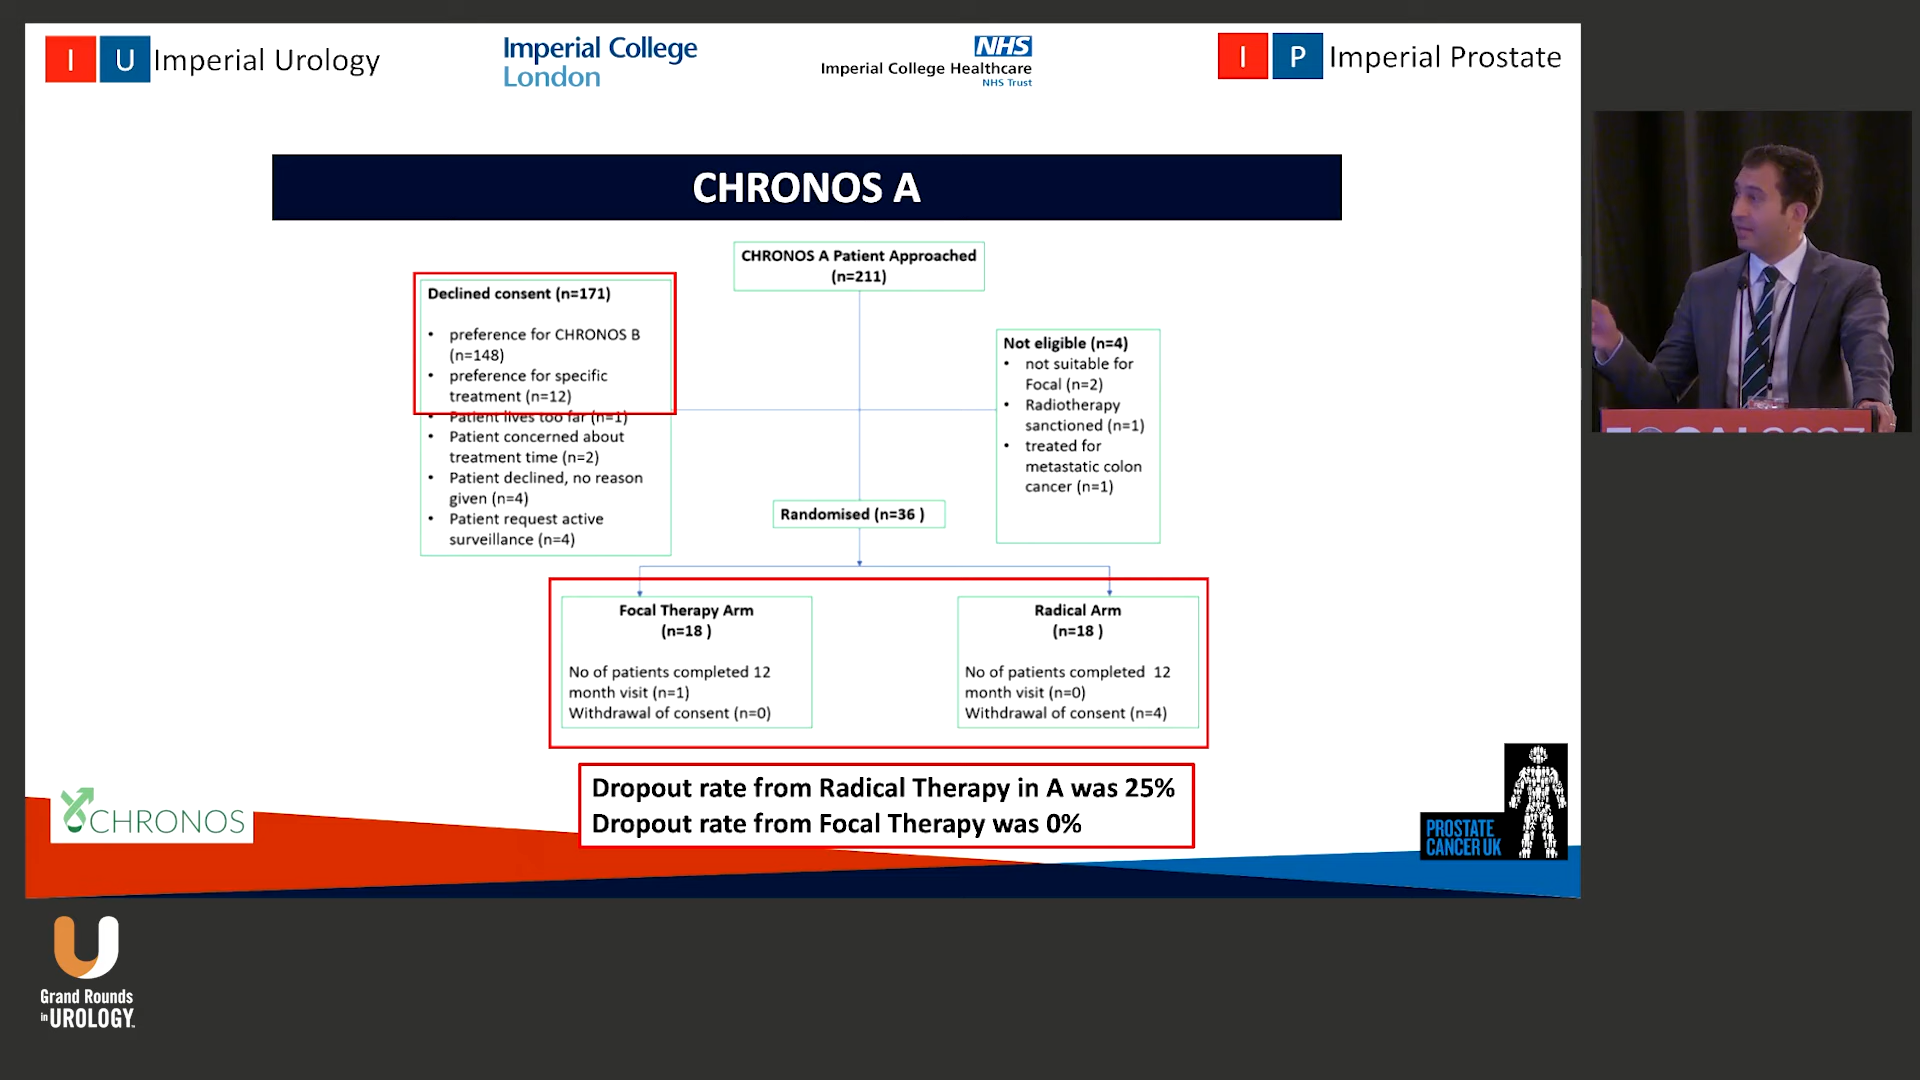 I U Imperial Urology
Imperial College
London
NHS
Imperial College Healthcare
NHS Trust
I P Imperial Prostate
CHRONOS A
CHRONOS A Patient Approached
(n=211)
Declined consent (n=171)
• preference for CHRONOS B
(n=148)
• preference for specific
treatment (n=12)
• Patient lives too far (n=1)
• Patient concerned about
treatment time (n=2)
• Patient declined, no reason
given (n=4)
• Patient request active
surveillance (n=4)
Not eligible (n=4)
• not suitable for
Focal (n=2)
• Radiotherapy
sanctioned (n=1)
• treated for
metastatic colon
cancer (n=1)
Randomised (n=36 )
Focal Therapy Arm
(n=18 )
No of patients completed 12
month visit (n=1)
Withdrawal of consent (n=0)
Radical Arm
(n=18 )
No of patients completed 12
month visit (n=0)
Withdrawal of consent (n=4)
Dropout rate from Radical Therapy in A was 25%
Dropout rate from Focal Therapy was 0%
CHRONOS
PROSTATE
CANCER UK
Grand Rounds
in UROLOGY